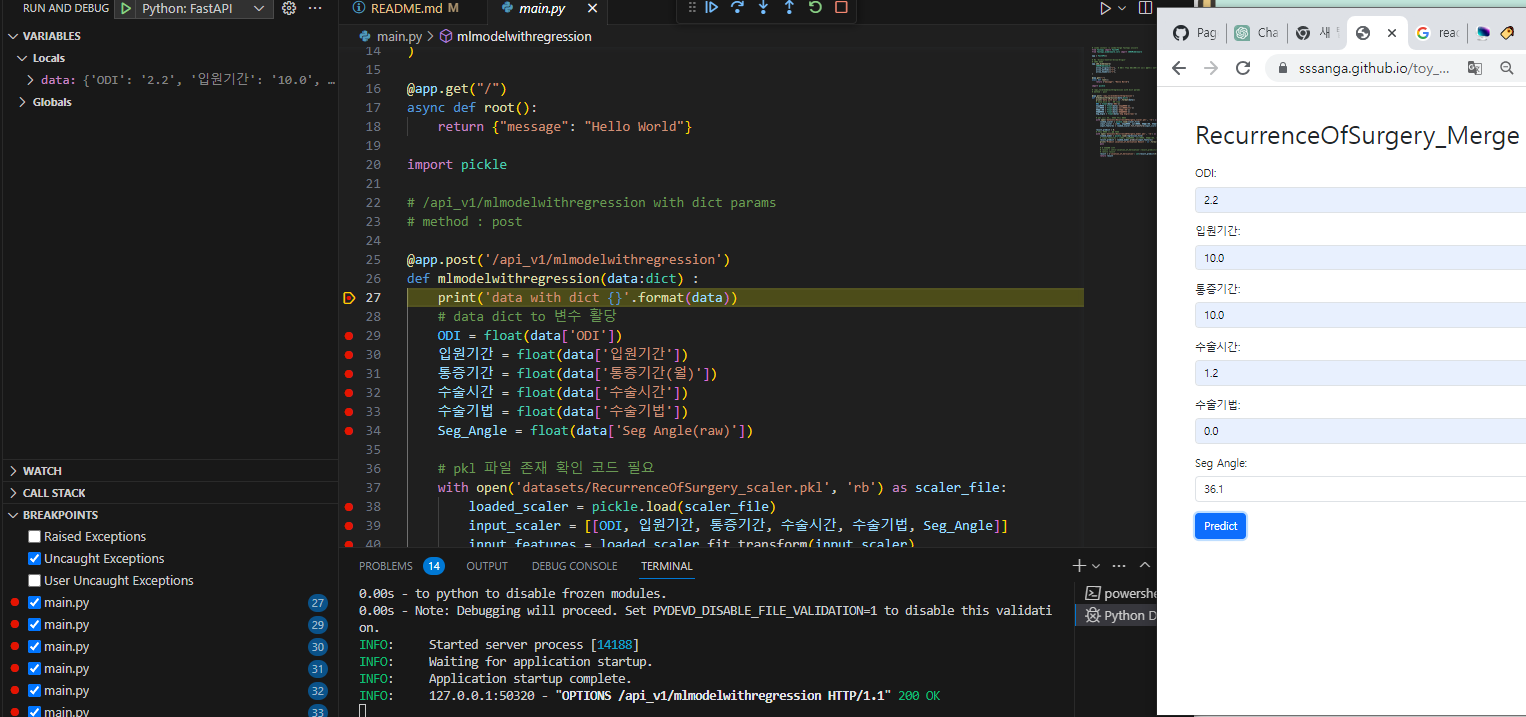 RUN AND DEBUG
Python: FastAPI
VARIABLES
Locals
data: {'ODI': '2.2', '입원기간': '10.0', …
Globals
WATCH
CALL STACK
BREAKPOINTS
Raised Exceptions
Uncaught Exceptions
User Uncaught Exceptions
main.py 27
main.py 29
main.py 30
main.py 31
main.py 32
main.py 33
README.md M
main.py
main.py > mlmodelwithregression
14 )
15
16 @app.get("/")
17 async def root():
18 return {"message": "Hello World"}
19
20 import pickle
21
22 # /api_v1/mlmodelwithregression with dict params
23 # method : post
24
25 @app.post('/api_v1/mlmodelwithregression')
26 def mlmodelwithregression(data:dict) :
27 print('data with dict {}'.format(data))
28 # data dict to 변수 활당
29 ODI = float(data['ODI'])
30 입원기간 = float(data['입원기간'])
31 통증기간 = float(data['통증기간(월)'])
32 수술시간 = float(data['수술시간'])
33 수술기법 = float(data['수술기법'])
34 Seg_Angle = float(data['Seg Angle(raw)'])
35
36 # pkl 파일 존재 확인 코드 필요
37 with open('datasets/RecurrenceOfSurgery_scaler.pkl', 'rb') as scaler_file:
38 loaded_scaler = pickle.load(scaler_file)
39 input_scaler = [[ODI, 입원기간, 통증기간, 수술시간, 수술기법, Seg_Angle]]
40 input_features = loaded_scaler.fit_transform(input_scaler)
PROBLEMS 14 OUTPUT DEBUG CONSOLE TERMINAL
0.00s - to python to disable frozen modules.
0.00s - Note: Debugging will proceed. Set PYDEVD_DISABLE_FILE_VALIDATION=1 to disable this validati
on.
INFO: Started server process [14188]
INFO: Waiting for application startup.
INFO: Application startup complete.
INFO: 127.0.0.1:50320 - "OPTIONS /api_v1/mlmodelwithregression HTTP/1.1" 200 OK
powershe
Python D
Pag
Cha
새
rea
sssanga.github.io/toy_...
RecurrenceOfSurgery_Merge
ODI:
2.2
입원기간:
10.0
통증기간:
10.0
수술시간:
1.2
수술기법:
0.0
Seg Angle:
36.1
Predict